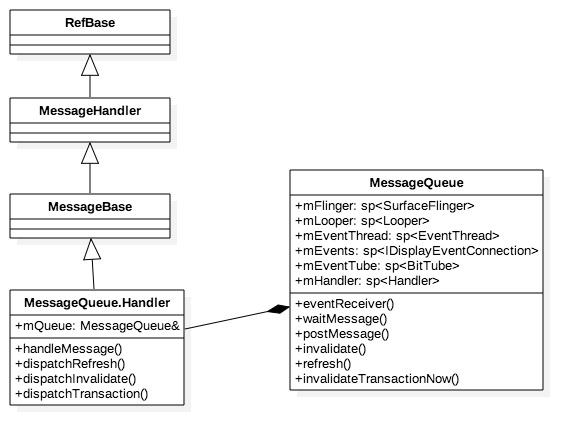 RefBase
MessageHandler
MessageBase
MessageQueue.Handler
+mQueue: MessageQueue&
+handleMessage()
+dispatchRefresh()
+dispatchInvalidate()
+dispatchTransaction()
MessageQueue
+mFlinger: sp<SurfaceFlinger>
+mLooper: sp<Looper>
+mEventThread: sp<EventThread>
+mEvents: sp<IDisplayEventConnection>
+mEventTube: sp<BitTube>
+mHandler: sp<Handler>
+eventReceiver()
+waitMessage()
+postMessage()
+invalidate()
+refresh()
+invalidateTransactionNow()